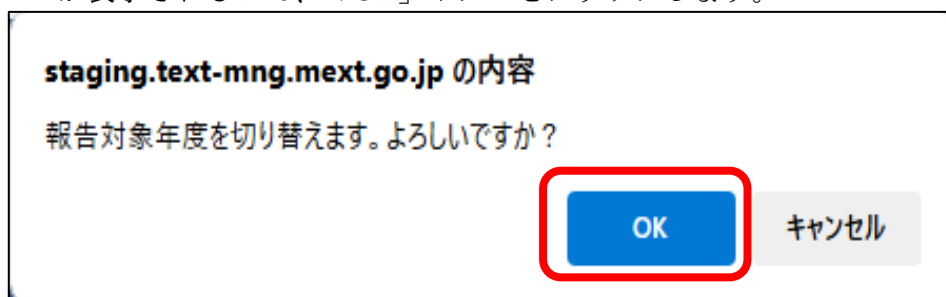 staging.text-mng.mext.go.jp の内容
報告対象年度を切り替えます。よろしいですか？
OK
キャンセル